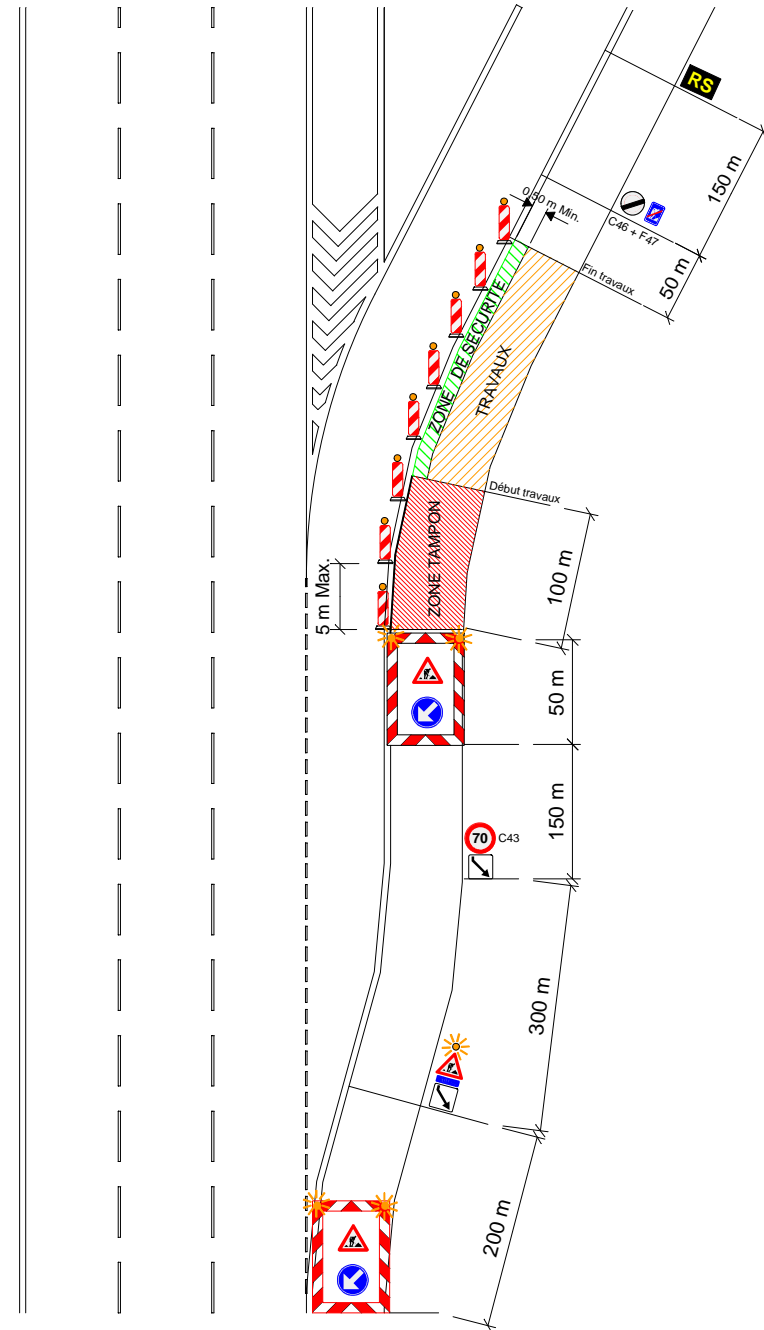 RS
150 m
0,50 m Min.
C46 + F47
Fin travaux
50 m
ZONE DE SECURITE
TRAVAUX
Début travaux
ZONE TAMPON
100 m
5 m Max.
50 m
150 m
70
C43
300 m
200 m